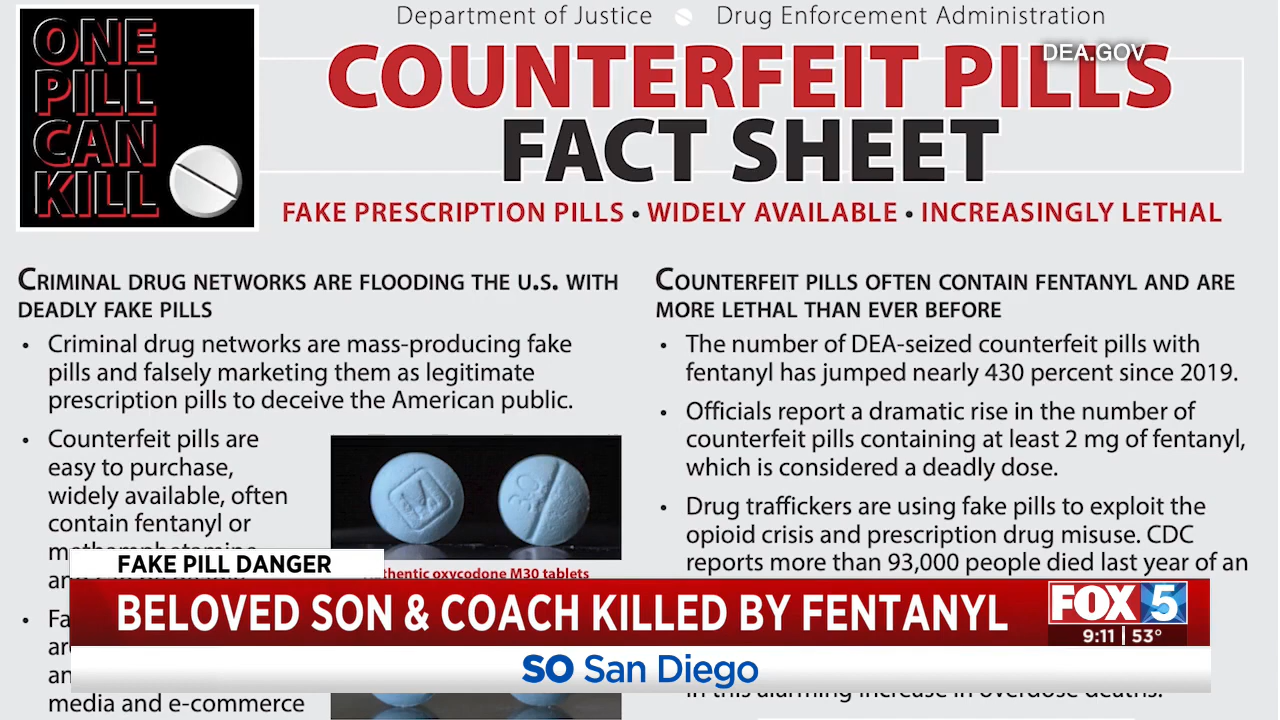 ONE
PILL
CAN
KILL
Department of Justice Drug Enforcement Administration
DEA.GOV
COUNTERFEIT PILLS
FACT SHEET
FAKE PRESCRIPTION PILLS • WIDELY AVAILABLE • INCREASINGLY LETHAL
CRIMINAL DRUG NETWORKS ARE FLOODING THE U.S. WITH
DEADLY FAKE PILLS
• Criminal drug networks are mass-producing fake
pills and falsely marketing them as legitimate
prescription pills to deceive the American public.
• Counterfeit pills are
easy to purchase,
widely available, often
contain fentanyl or
methamphetamine,
M
30
oxycodone M30 tablets
media and e-commerce
COUNTERFEIT PILLS OFTEN CONTAIN FENTANYL AND ARE
MORE LETHAL THAN EVER BEFORE
• The number of DEA-seized counterfeit pills with
fentanyl has jumped nearly 430 percent since 2019.
• Officials report a dramatic rise in the number of
counterfeit pills containing at least 2 mg of fentanyl,
which is considered a deadly dose.
• Drug traffickers are using fake pills to exploit the
opioid crisis and prescription drug misuse. CDC
reports more than 93,000 people died last year of an
in this alarming increase in overdose deaths.
FAKE PILL DANGER
BELOVED SON & COACH KILLED BY FENTANYL
FOX 5
9:11 | 53°
SO San Diego